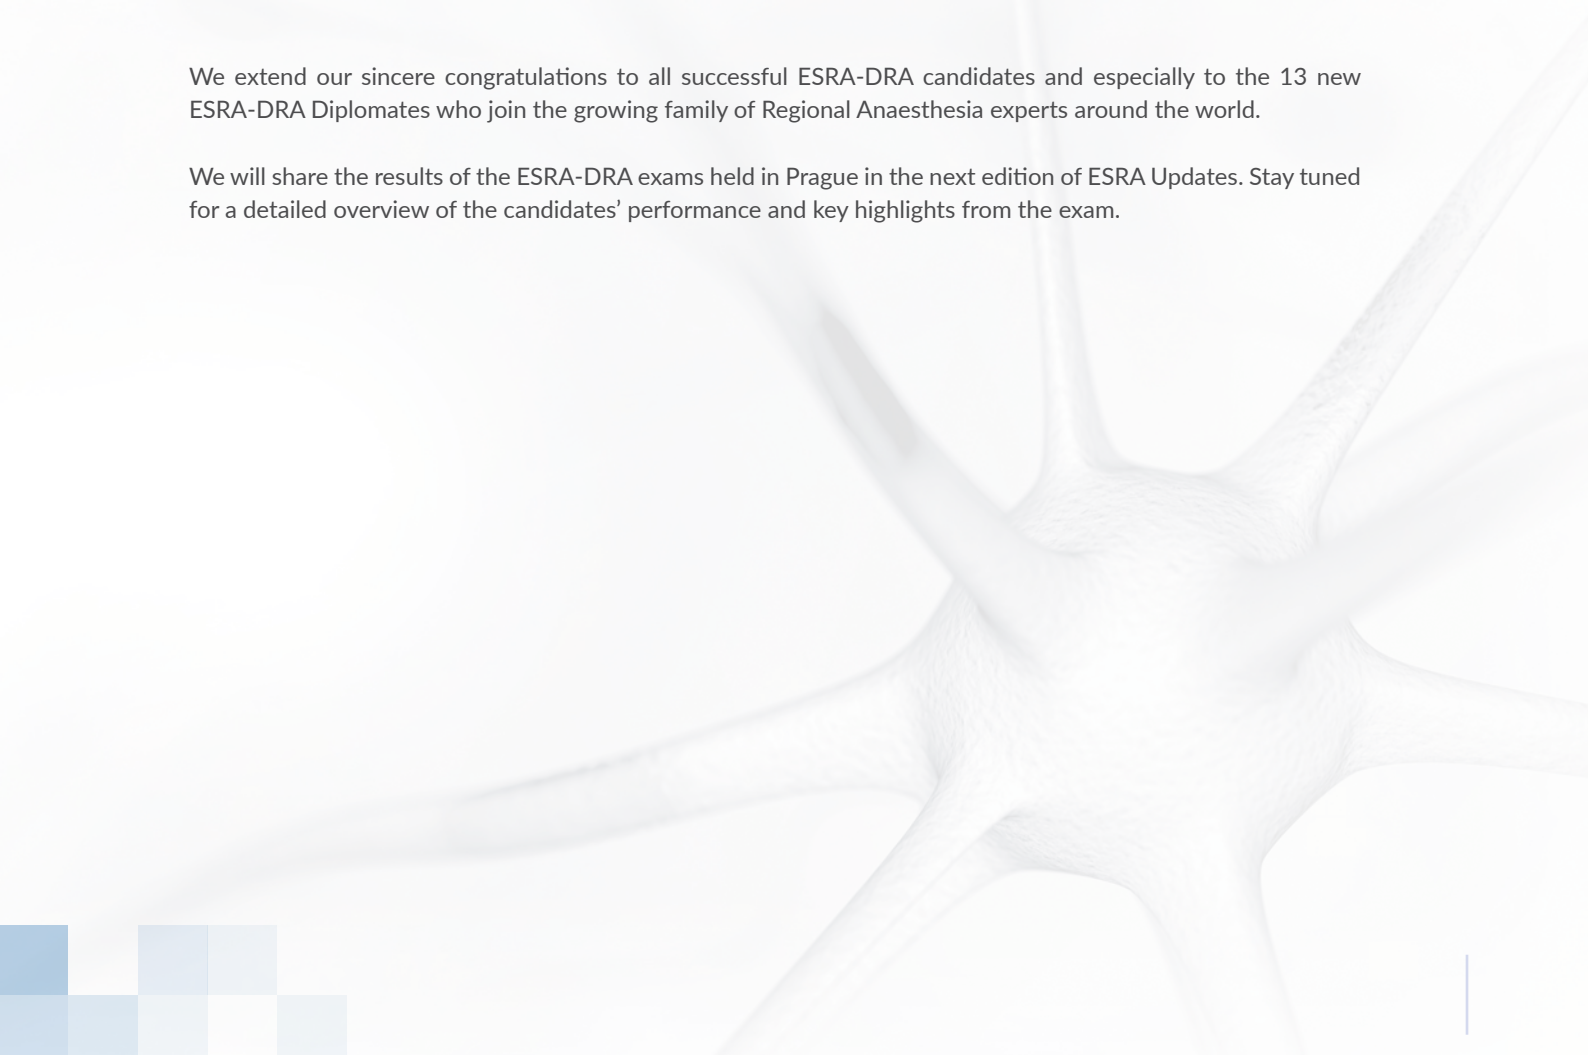 We extend our sincere congratulations to all successful ESRA-DRA candidates and especially to the 13 new
ESRA-DRA Diplomates who join the growing family of Regional Anaesthesia experts around the world.
We will share the results of the ESRA-DRA exams held in Prague in the next edition of ESRA Updates. Stay tuned
for a detailed overview of the candidates’ performance and key highlights from the exam.